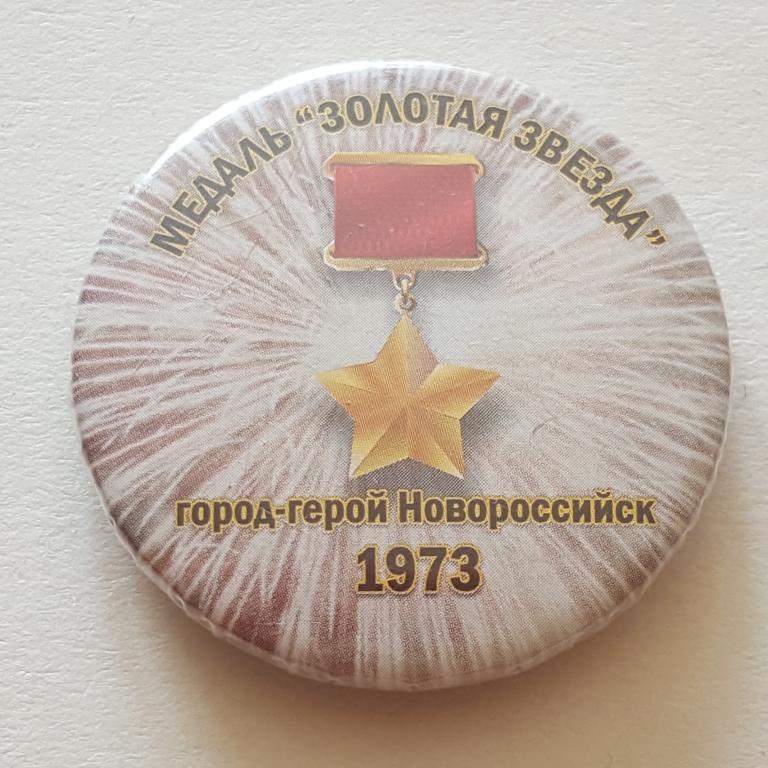 МЕДАЛЬ “ЗОЛОТАЯ ЗВЕЗДА”
город-герой Новороссийск
1973